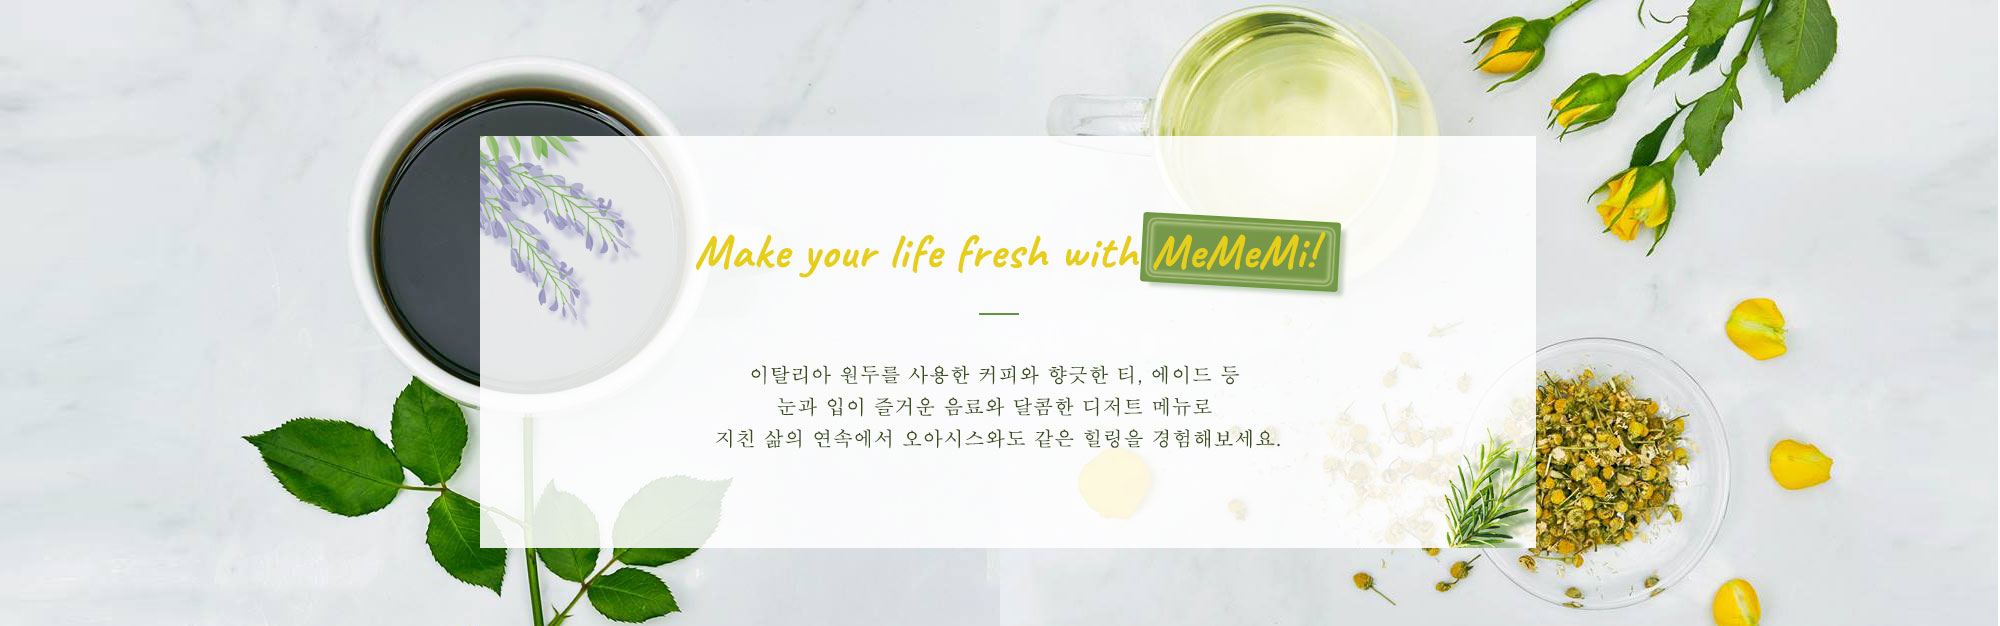 Make your life fresh with MeMeMi!
이탈리아 원두를 사용한 커피와 향긋한 티, 에이드 등
눈과 입이 즐거운 음료와 달콤한 디저트 메뉴로
지친 삶의 연속에서 오아시스와도 같은 힐링을 경험해보세요.